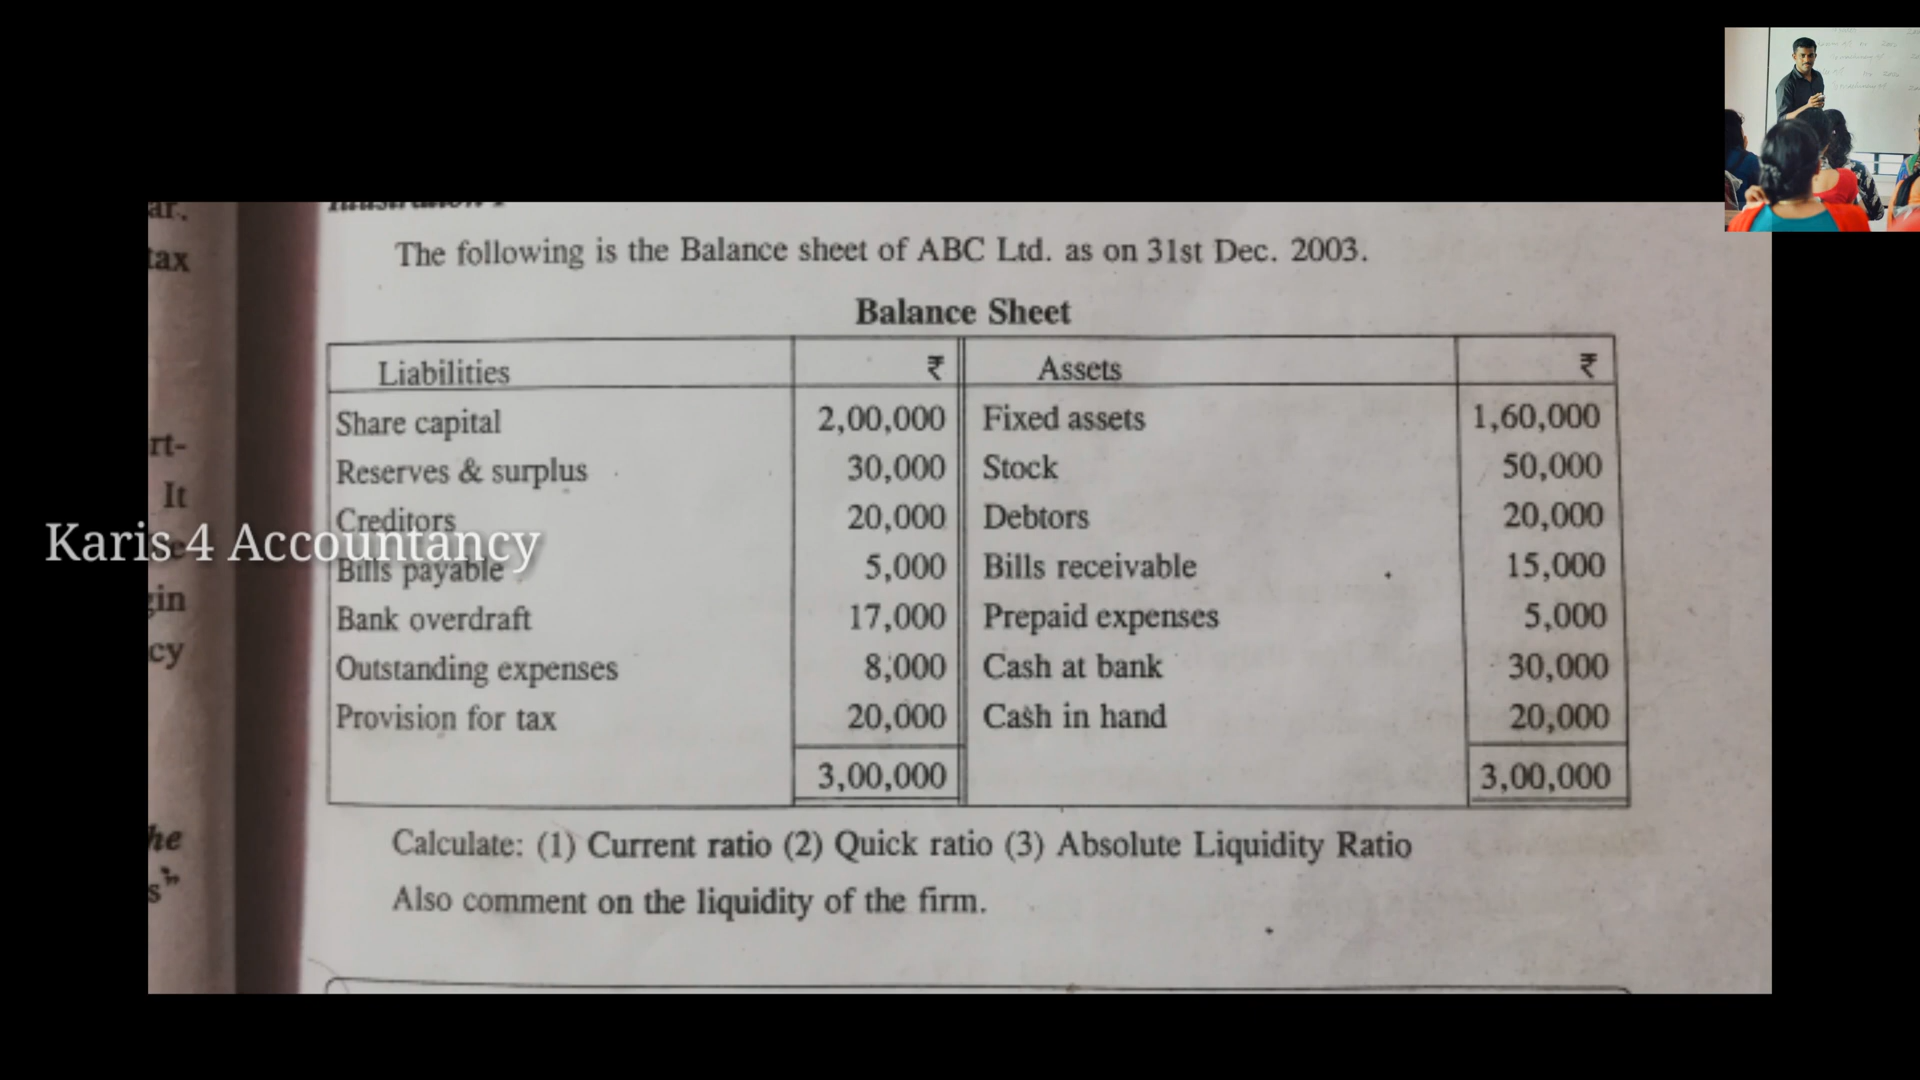 Illustration 1
The following is the Balance sheet of ABC Ltd. as on 31st Dec. 2003.
Balance Sheet
Liabilities ₹ Assets ₹
Share capital 2,00,000 Fixed assets 1,60,000
Reserves & surplus 30,000 Stock 50,000
Creditors 20,000 Debtors 20,000
Bills payable 5,000 Bills receivable 15,000
Bank overdraft 17,000 Prepaid expenses 5,000
Outstanding expenses 8,000 Cash at bank 30,000
Provision for tax 20,000 Cash in hand 20,000
3,00,000 3,00,000
Calculate: (1) Current ratio (2) Quick ratio (3) Absolute Liquidity Ratio
Also comment on the liquidity of the firm.
Karis 4 Accountancy
ar.
tax
rt-
It
gin
cy
he
s"